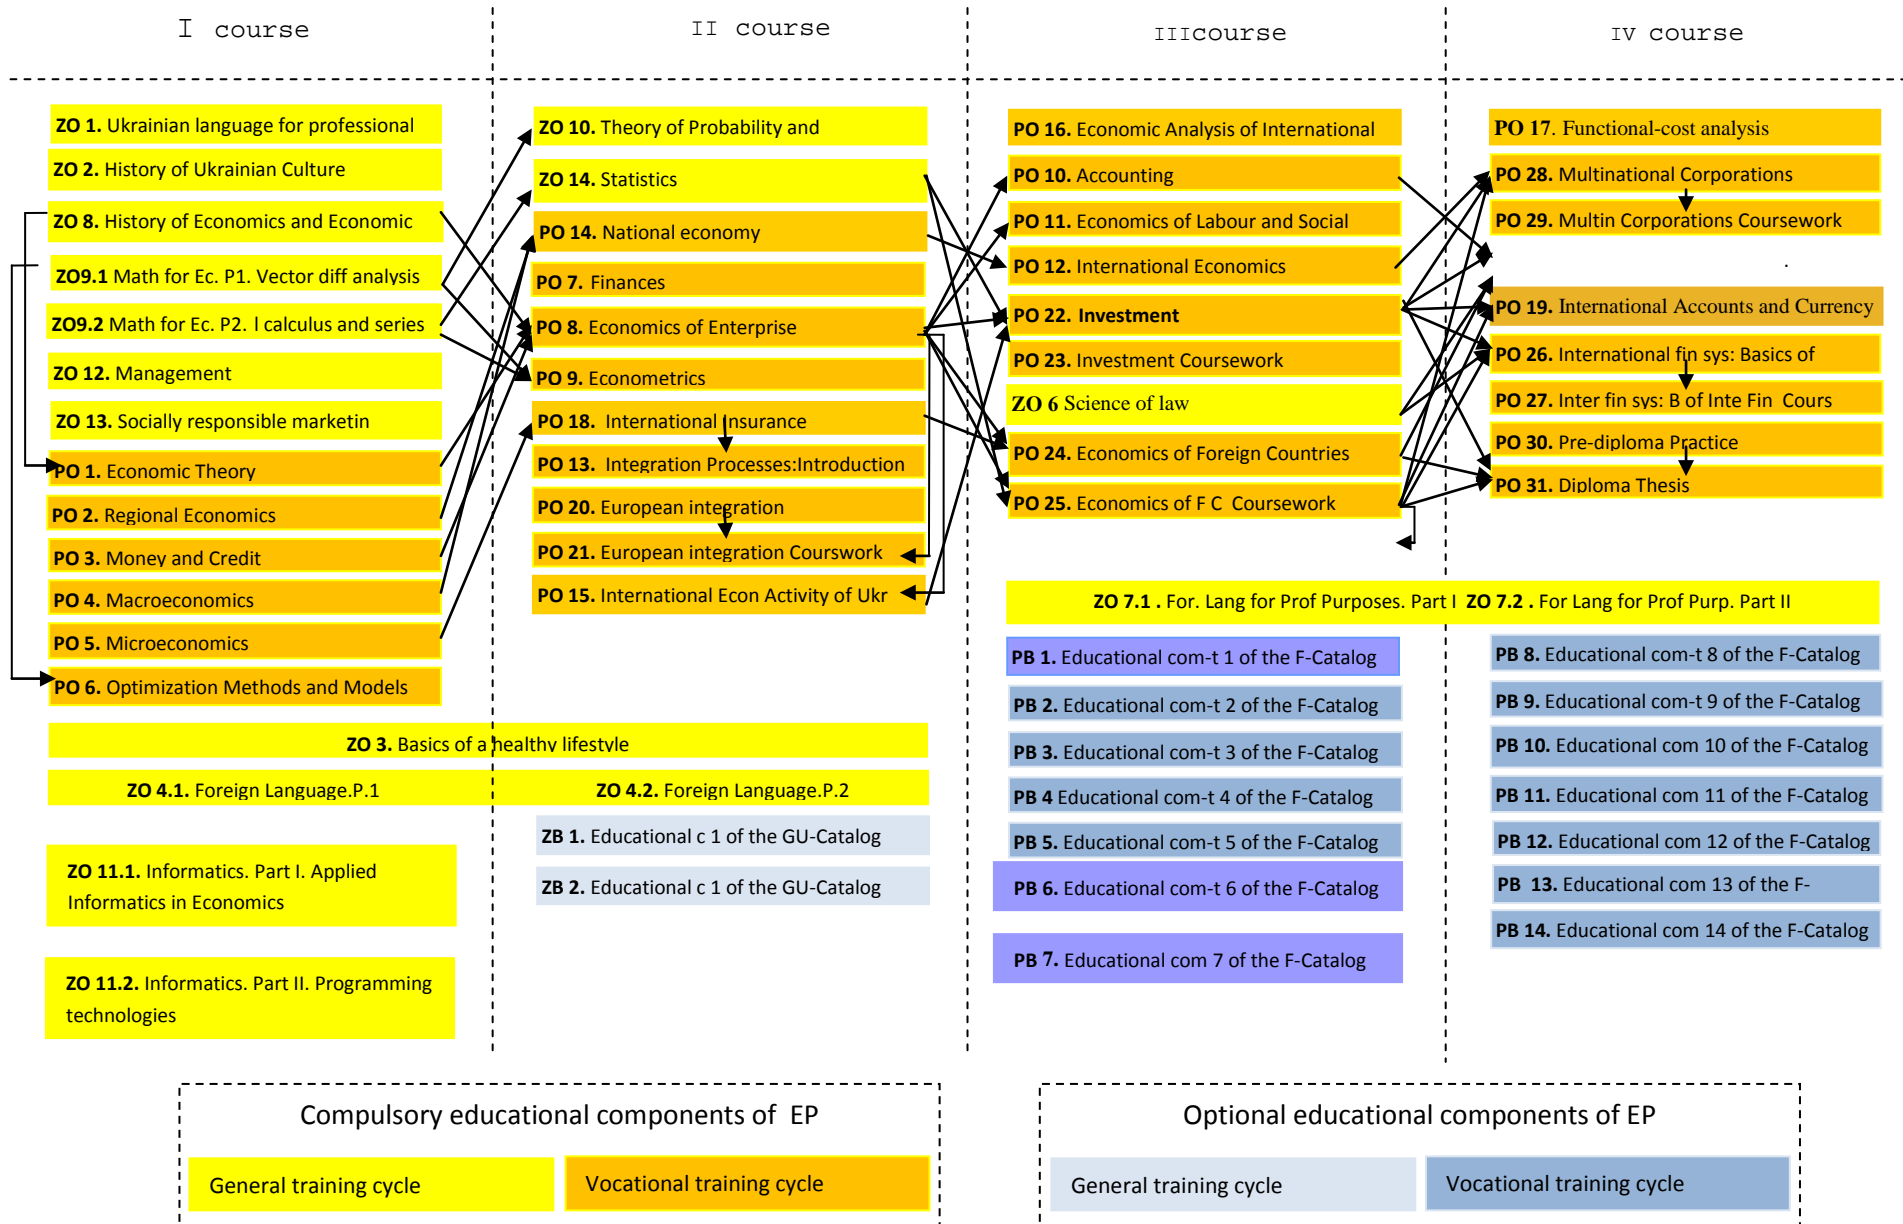 I course
II course
IIIcourse
IV course
ZO 1. Ukrainian language for professional
ZO 2. History of Ukrainian Culture
ZO 8. History of Economics and Economic
ZO9.1 Math for Ec. P1. Vector diff analysis
ZO9.2 Math for Ec. P2. I calculus and series
ZO 12. Management
ZO 13. Socially responsible marketin
PO 1. Economic Theory
PO 2. Regional Economics
PO 3. Money and Credit
PO 4. Macroeconomics
PO 5. Microeconomics
PO 6. Optimization Methods and Models
ZO 10. Theory of Probability and
ZO 14. Statistics
PO 14. National economy
PO 7. Finances
PO 8. Economics of Enterprise
PO 9. Econometrics
PO 18. International Insurance
PO 13. Integration Processes:Introduction
PO 20. European integration
PO 21. European integration Courswork
PO 15. International Econ Activity of Ukr
PO 16. Economic Analysis of International
PO 10. Accounting
PO 11. Economics of Labour and Social
PO 12. International Economics
PO 22. Investment
PO 23. Investment Coursework
ZO 6 Science of law
PO 24. Economics of Foreign Countries
PO 25. Economics of F C Coursework
PO 17. Functional-cost analysis
PO 28. Multinational Corporations
PO 29. Multin Corporations Coursework
.
PO 19. International Accounts and Currency
PO 26. International fin sys: Basics of
PO 27. Inter fin sys: B of Inte Fin Cours
PO 30. Pre-diploma Practice
PO 31. Diploma Thesis
ZO 3. Basics of a healthy lifestyle
ZO 4.1. Foreign Language.P.1
ZO 4.2. Foreign Language.P.2
ZO 11.1. Informatics. Part I. Applied
Informatics in Economics
ZO 11.2. Informatics. Part II. Programming
technologies
ZB 1. Educational c 1 of the GU-Catalog
ZB 2. Educational c 1 of the GU-Catalog
ZO 7.1 . For. Lang for Prof Purposes. Part I
ZO 7.2 . For Lang for Prof Purp. Part II
PB 1. Educational com-t 1 of the F-Catalog
PB 2. Educational com-t 2 of the F-Catalog
PB 3. Educational com-t 3 of the F-Catalog
PB 4 Educational com-t 4 of the F-Catalog
PB 5. Educational com-t 5 of the F-Catalog
PB 6. Educational com-t 6 of the F-Catalog
PB 7. Educational com 7 of the F-Catalog
PB 8. Educational com-t 8 of the F-Catalog
PB 9. Educational com-t 9 of the F-Catalog
PB 10. Educational com 10 of the F-Catalog
PB 11. Educational com 11 of the F-Catalog
PB 12. Educational com 12 of the F-Catalog
PB 13. Educational com 13 of the F-
PB 14. Educational com 14 of the F-Catalog
Compulsory educational components of EP
General training cycle
Vocational training cycle
Optional educational components of EP
General training cycle
Vocational training cycle